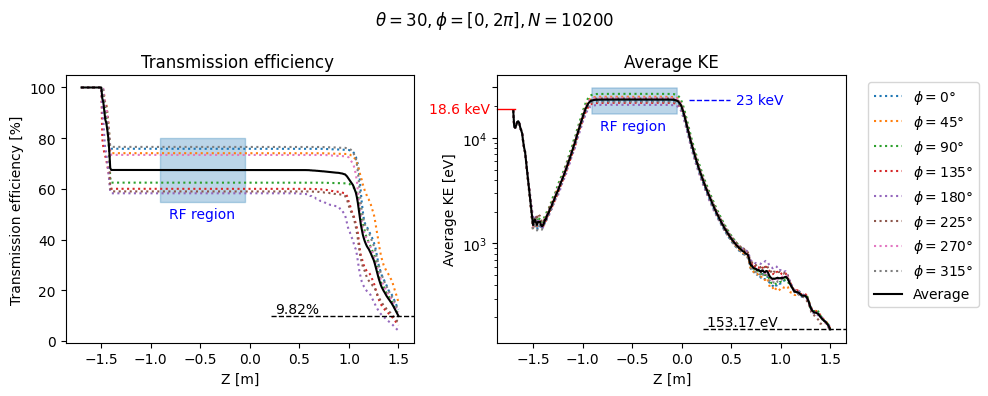 θ = 30, ϕ = [0, 2π], N = 10200
Transmission efficiency
Transmission efficiency [%]
100
80
60
40
20
0
RF region
9.82%
−1.5 −1.0 −0.5 0.0 0.5 1.0 1.5
Z [m]
Average KE
Average KE [eV]
18.6 keV
10⁴
10³
23 keV
RF region
153.17 eV
−1.5 −1.0 −0.5 0.0 0.5 1.0 1.5
Z [m]
ϕ = 0°
ϕ = 45°
ϕ = 90°
ϕ = 135°
ϕ = 180°
ϕ = 225°
ϕ = 270°
ϕ = 315°
Average